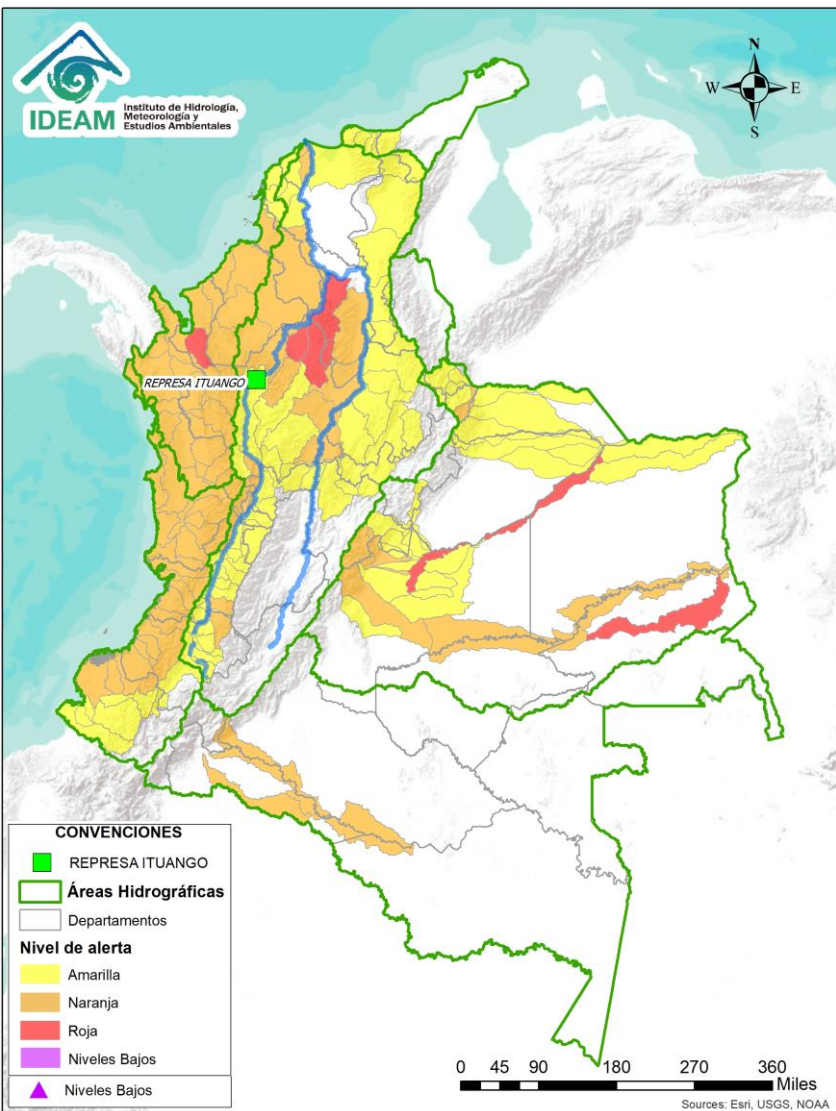 IDEAM
Instituto de Hidrología,
Meteorología y
Estudios Ambientales
N
W
E
S
REPRESA ITUANGO
CONVENCIONES
REPRESA ITUANGO
Áreas Hidrográficas
Departamentos
Nivel de alerta
Amarilla
Naranja
Roja
Niveles Bajos
Niveles Bajos
0 45 90 180 270 360
Miles
Sources: Esri, USGS, NOAA